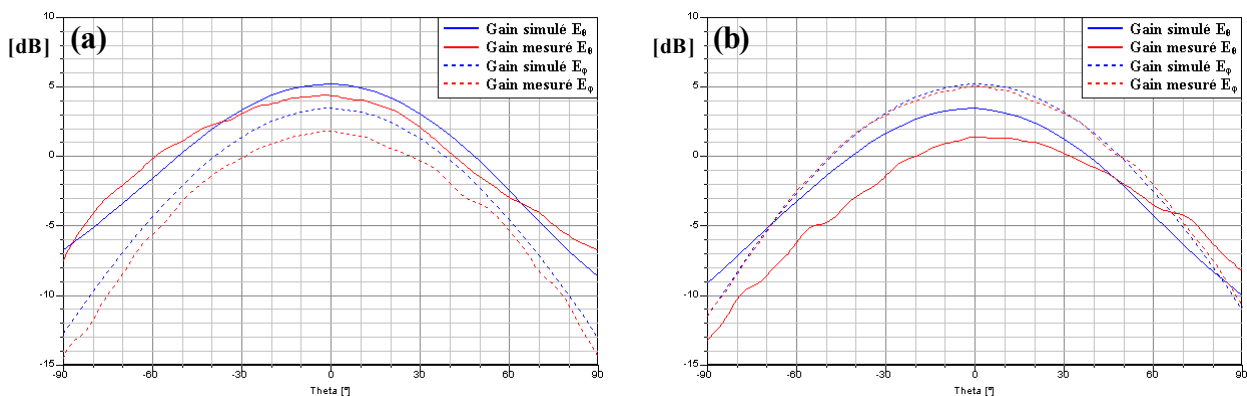 (a)
[dB]
10
5
0
-5
-10
-15
-90
-60
-30
0
30
60
90
Theta [°]
Gain simulé Eθ
Gain mesuré Eθ
Gain simulé Eφ
Gain mesuré Eφ
(b)
[dB]
10
5
0
-5
-10
-15
-90
-60
-30
0
30
60
90
Theta [°]
Gain simulé Eθ
Gain mesuré Eθ
Gain simulé Eφ
Gain mesuré Eφ